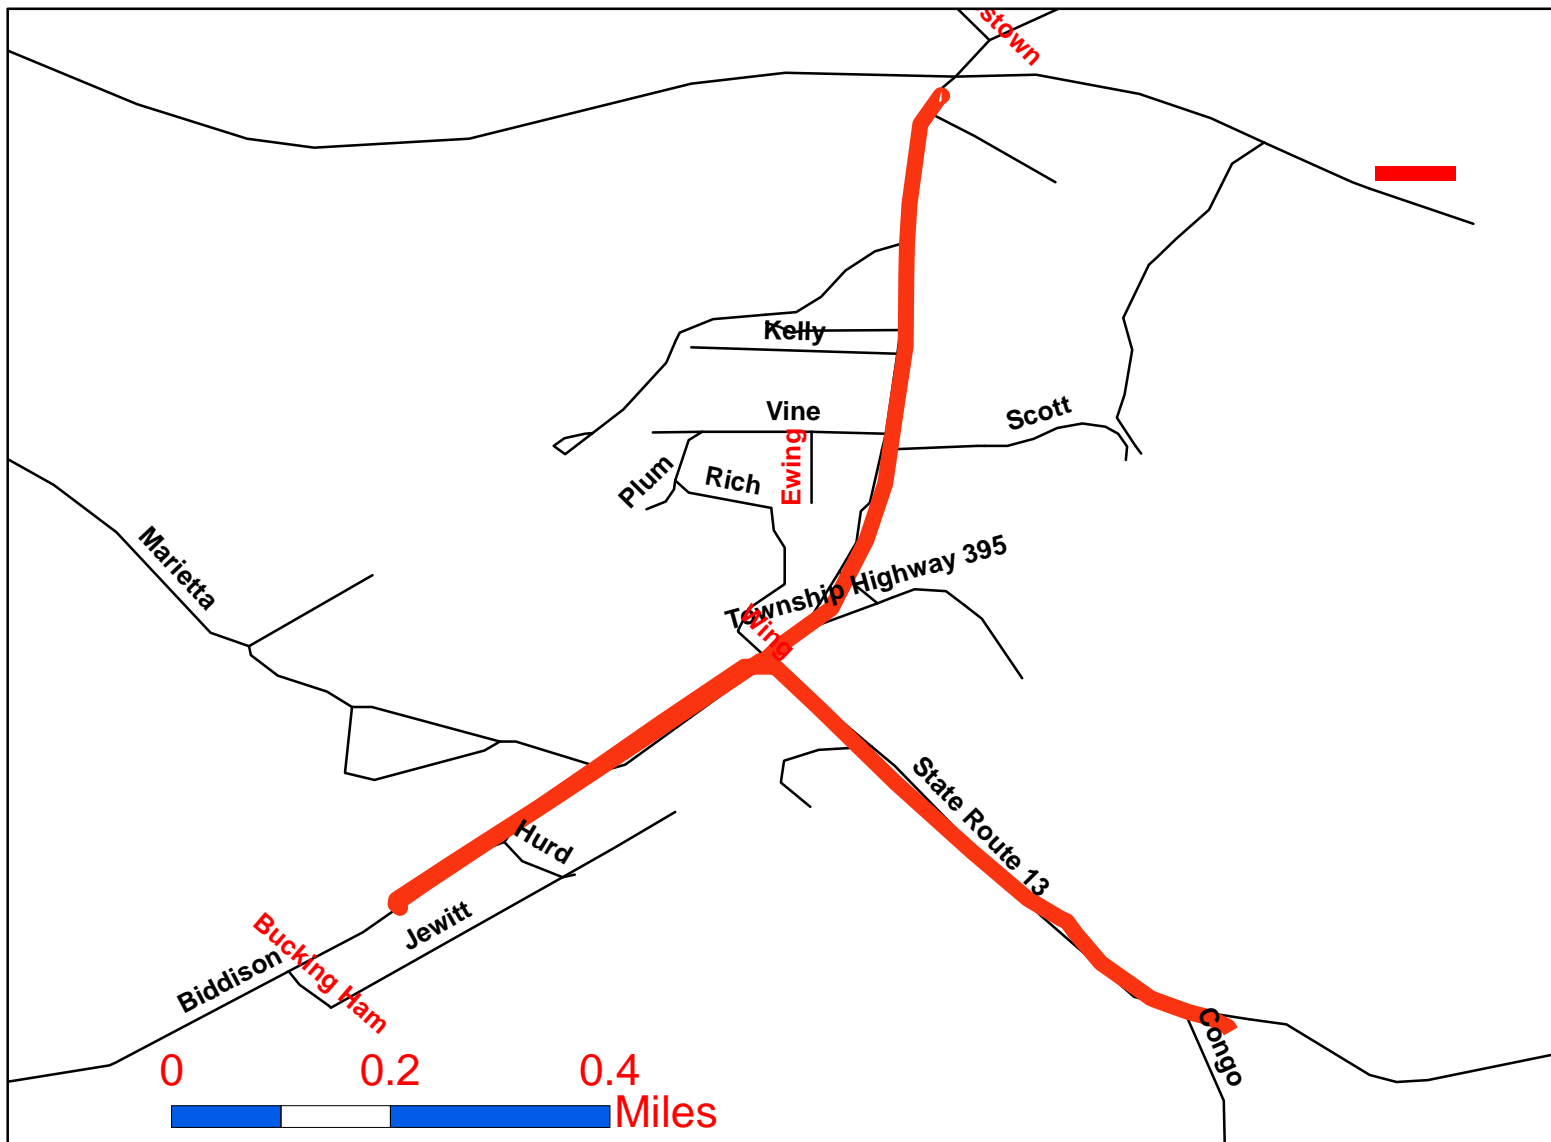 stown
Kelly
Vine
Scott
Ewing
Plum
Rich
Marietta
Township Highway 395
Wing
State Route 13
Hurd
Jewitt
Bucking Ham
Biddison
Congo
0 0.2 0.4
Miles